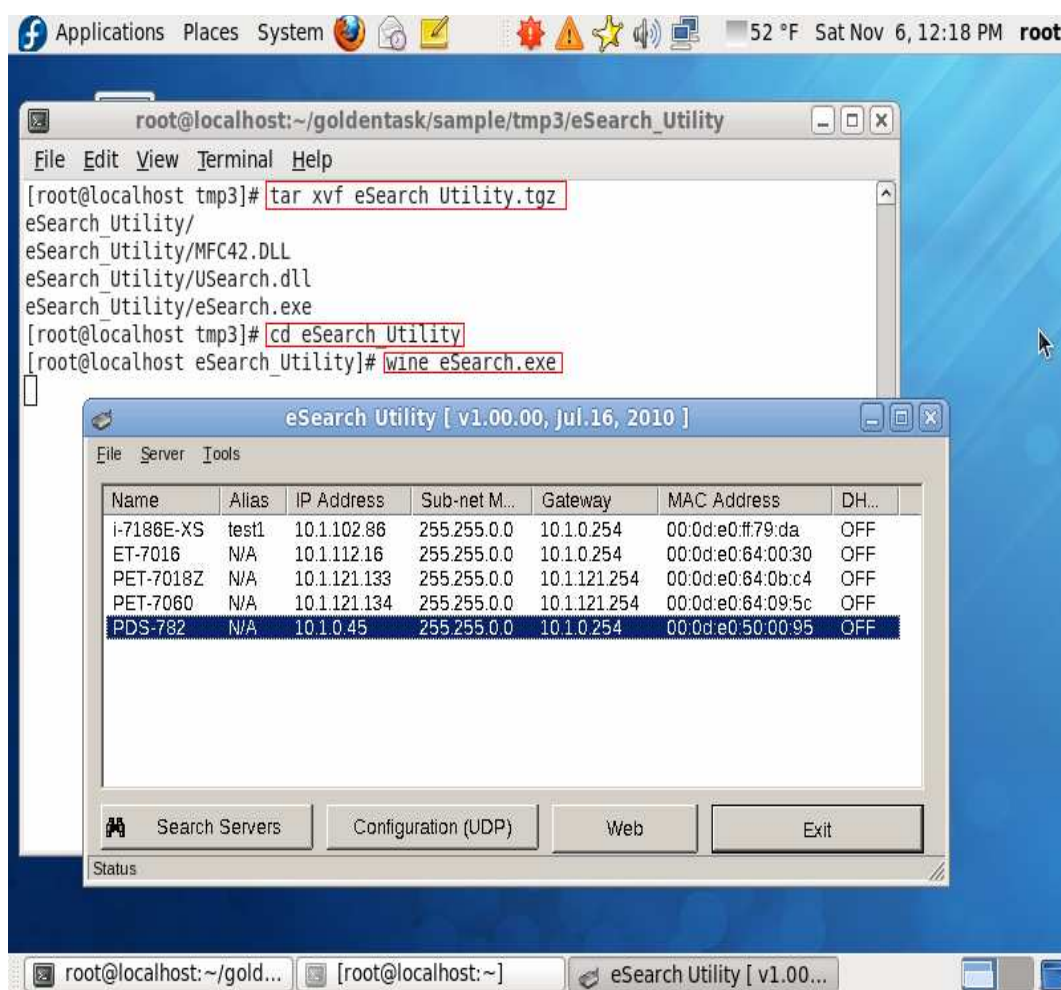 Applications Places System 52 °F Sat Nov 6, 12:18 PM root
root@localhost:~/goldentask/sample/tmp3/eSearch_Utility
File Edit View Terminal Help
[root@localhost tmp3]# tar xvf eSearch_Utility.tgz
eSearch_Utility/
eSearch_Utility/MFC42.DLL
eSearch_Utility/USearch.dll
eSearch_Utility/eSearch.exe
[root@localhost tmp3]# cd eSearch_Utility
[root@localhost eSearch_Utility]# wine eSearch.exe
eSearch Utility [ v1.00.00, Jul.16, 2010 ]
File Server Tools
Name Alias IP Address Sub-net M... Gateway MAC Address DH...
i-7186E-XS test1 10.1.102.86 255.255.0.0 10.1.0.254 00:0d:e0:ff:79:da OFF
ET-7016 N/A 10.1.112.16 255.255.0.0 10.1.0.254 00:0d:e0:64:00:30 OFF
PET-7018Z N/A 10.1.121.133 255.255.0.0 10.1.121.254 00:0d:e0:64:0b:c4 OFF
PET-7060 N/A 10.1.121.134 255.255.0.0 10.1.121.254 00:0d:e0:64:09:5c OFF
PDS-782 N/A 10.1.0.45 255.255.0.0 10.1.0.254 00:0d:e0:50:00:95 OFF
Search Servers Configuration (UDP) Web Exit
Status
root@localhost:~/gold... [root@localhost:~] eSearch Utility [ v1.00...